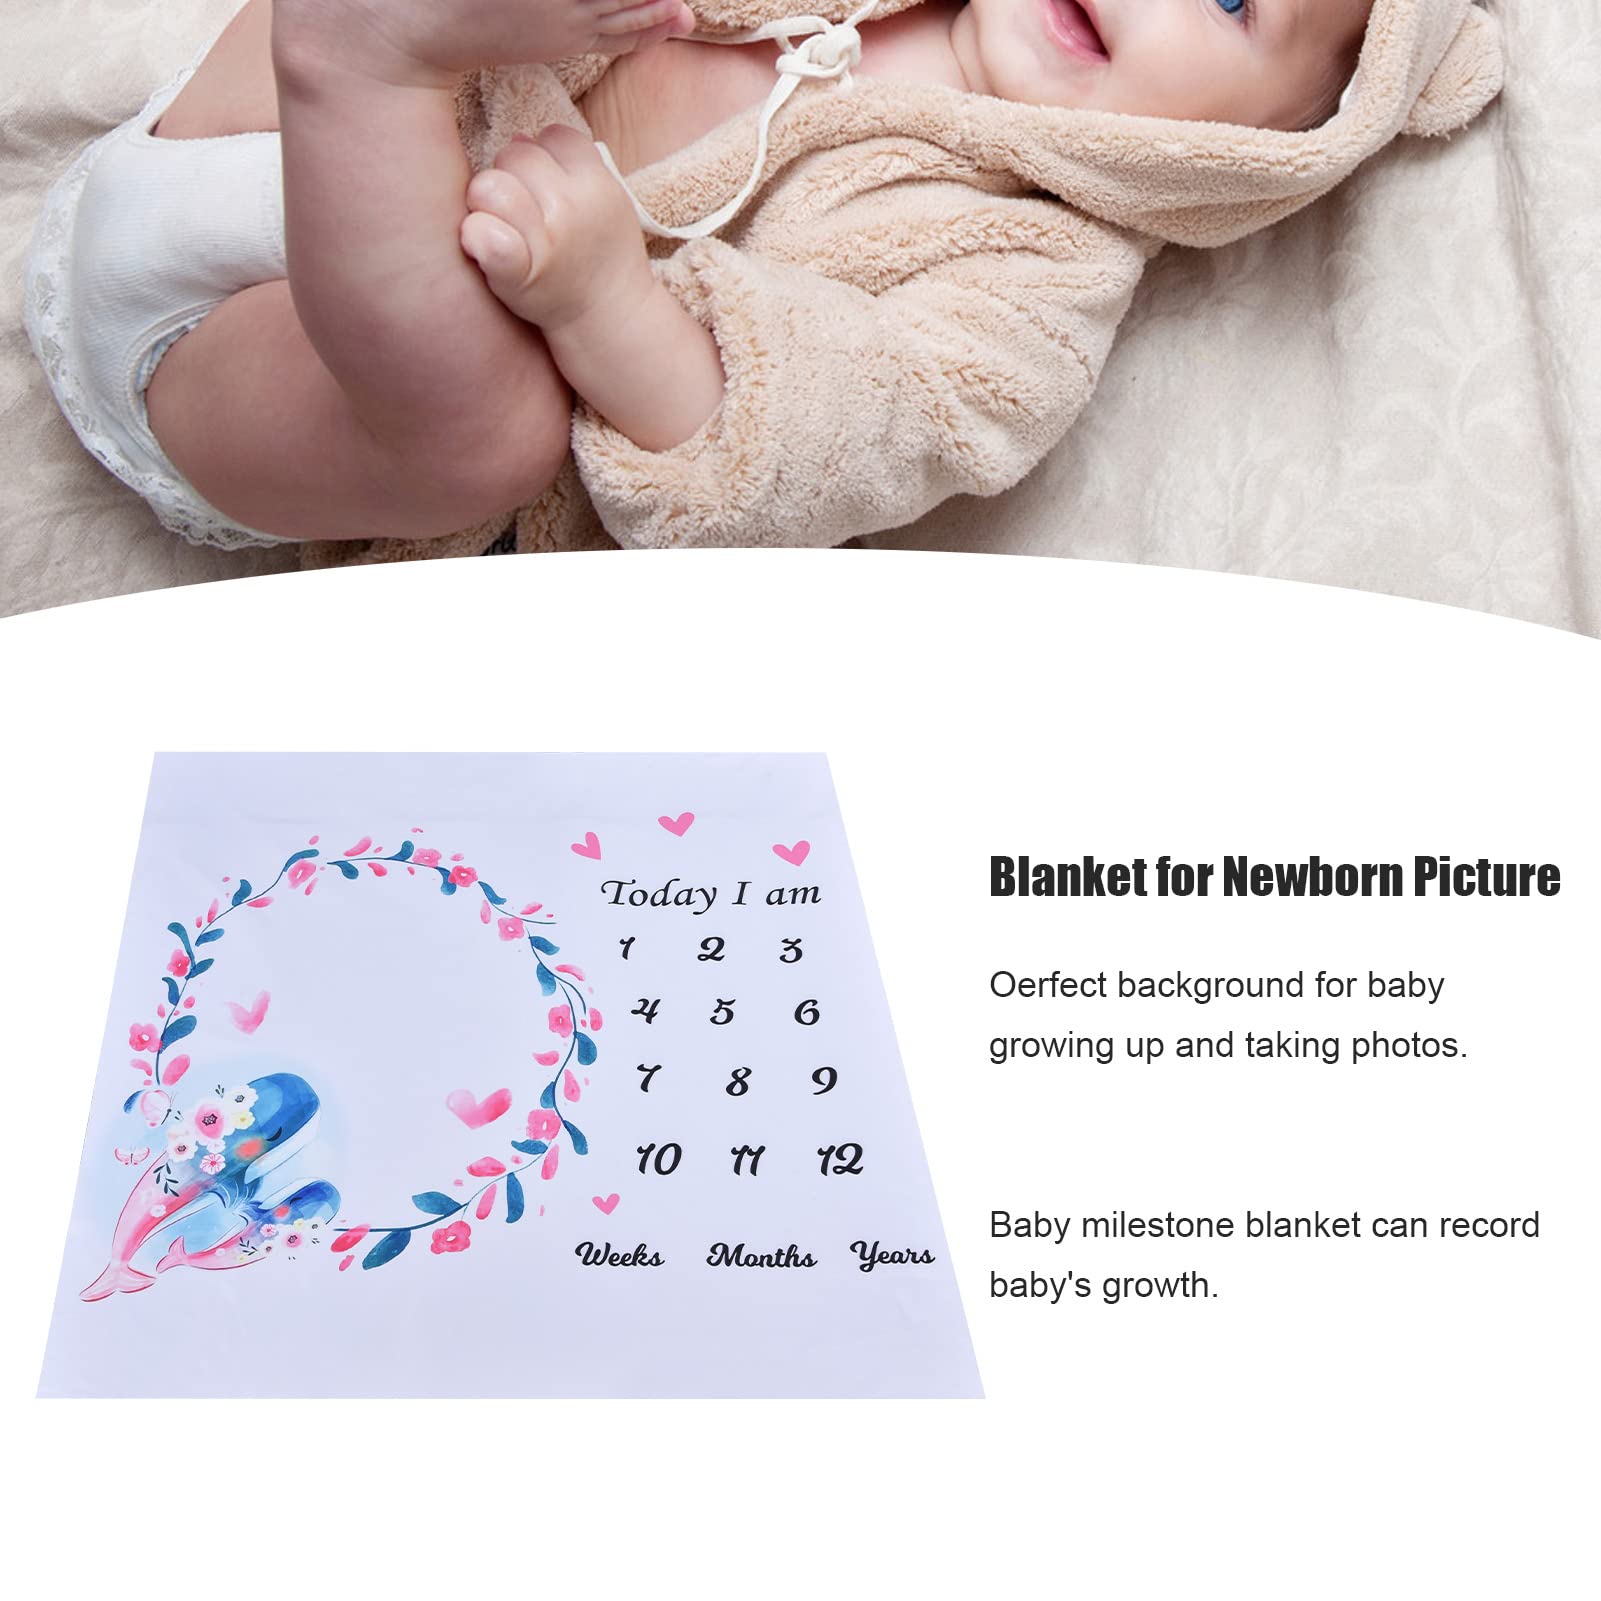 Today I am
1 2 3
4 5 6
7 8 9
10 11 12
Weeks Months Years
Blanket for Newborn Picture
Oerfect background for baby
growing up and taking photos.
Baby milestone blanket can record
baby's growth.